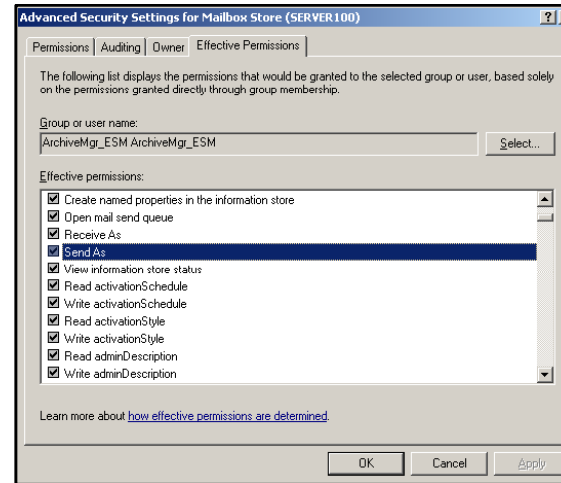 Advanced Security Settings for Mailbox Store (SERVER100)
?
Permissions Auditing Owner Effective Permissions
The following list displays the permissions that would be granted to the selected group or user, based solely
on the permissions granted directly through group membership.
Group or user name:
ArchiveMgr_ESM ArchiveMgr_ESM
Select...
Effective permissions:
Create named properties in the information store
Open mail send queue
Receive As
Send As
View information store status
Read activationSchedule
Write activationSchedule
Read activationStyle
Write activationStyle
Read adminDescription
Write adminDescription
Learn more about how effective permissions are determined.
OK Cancel Apply